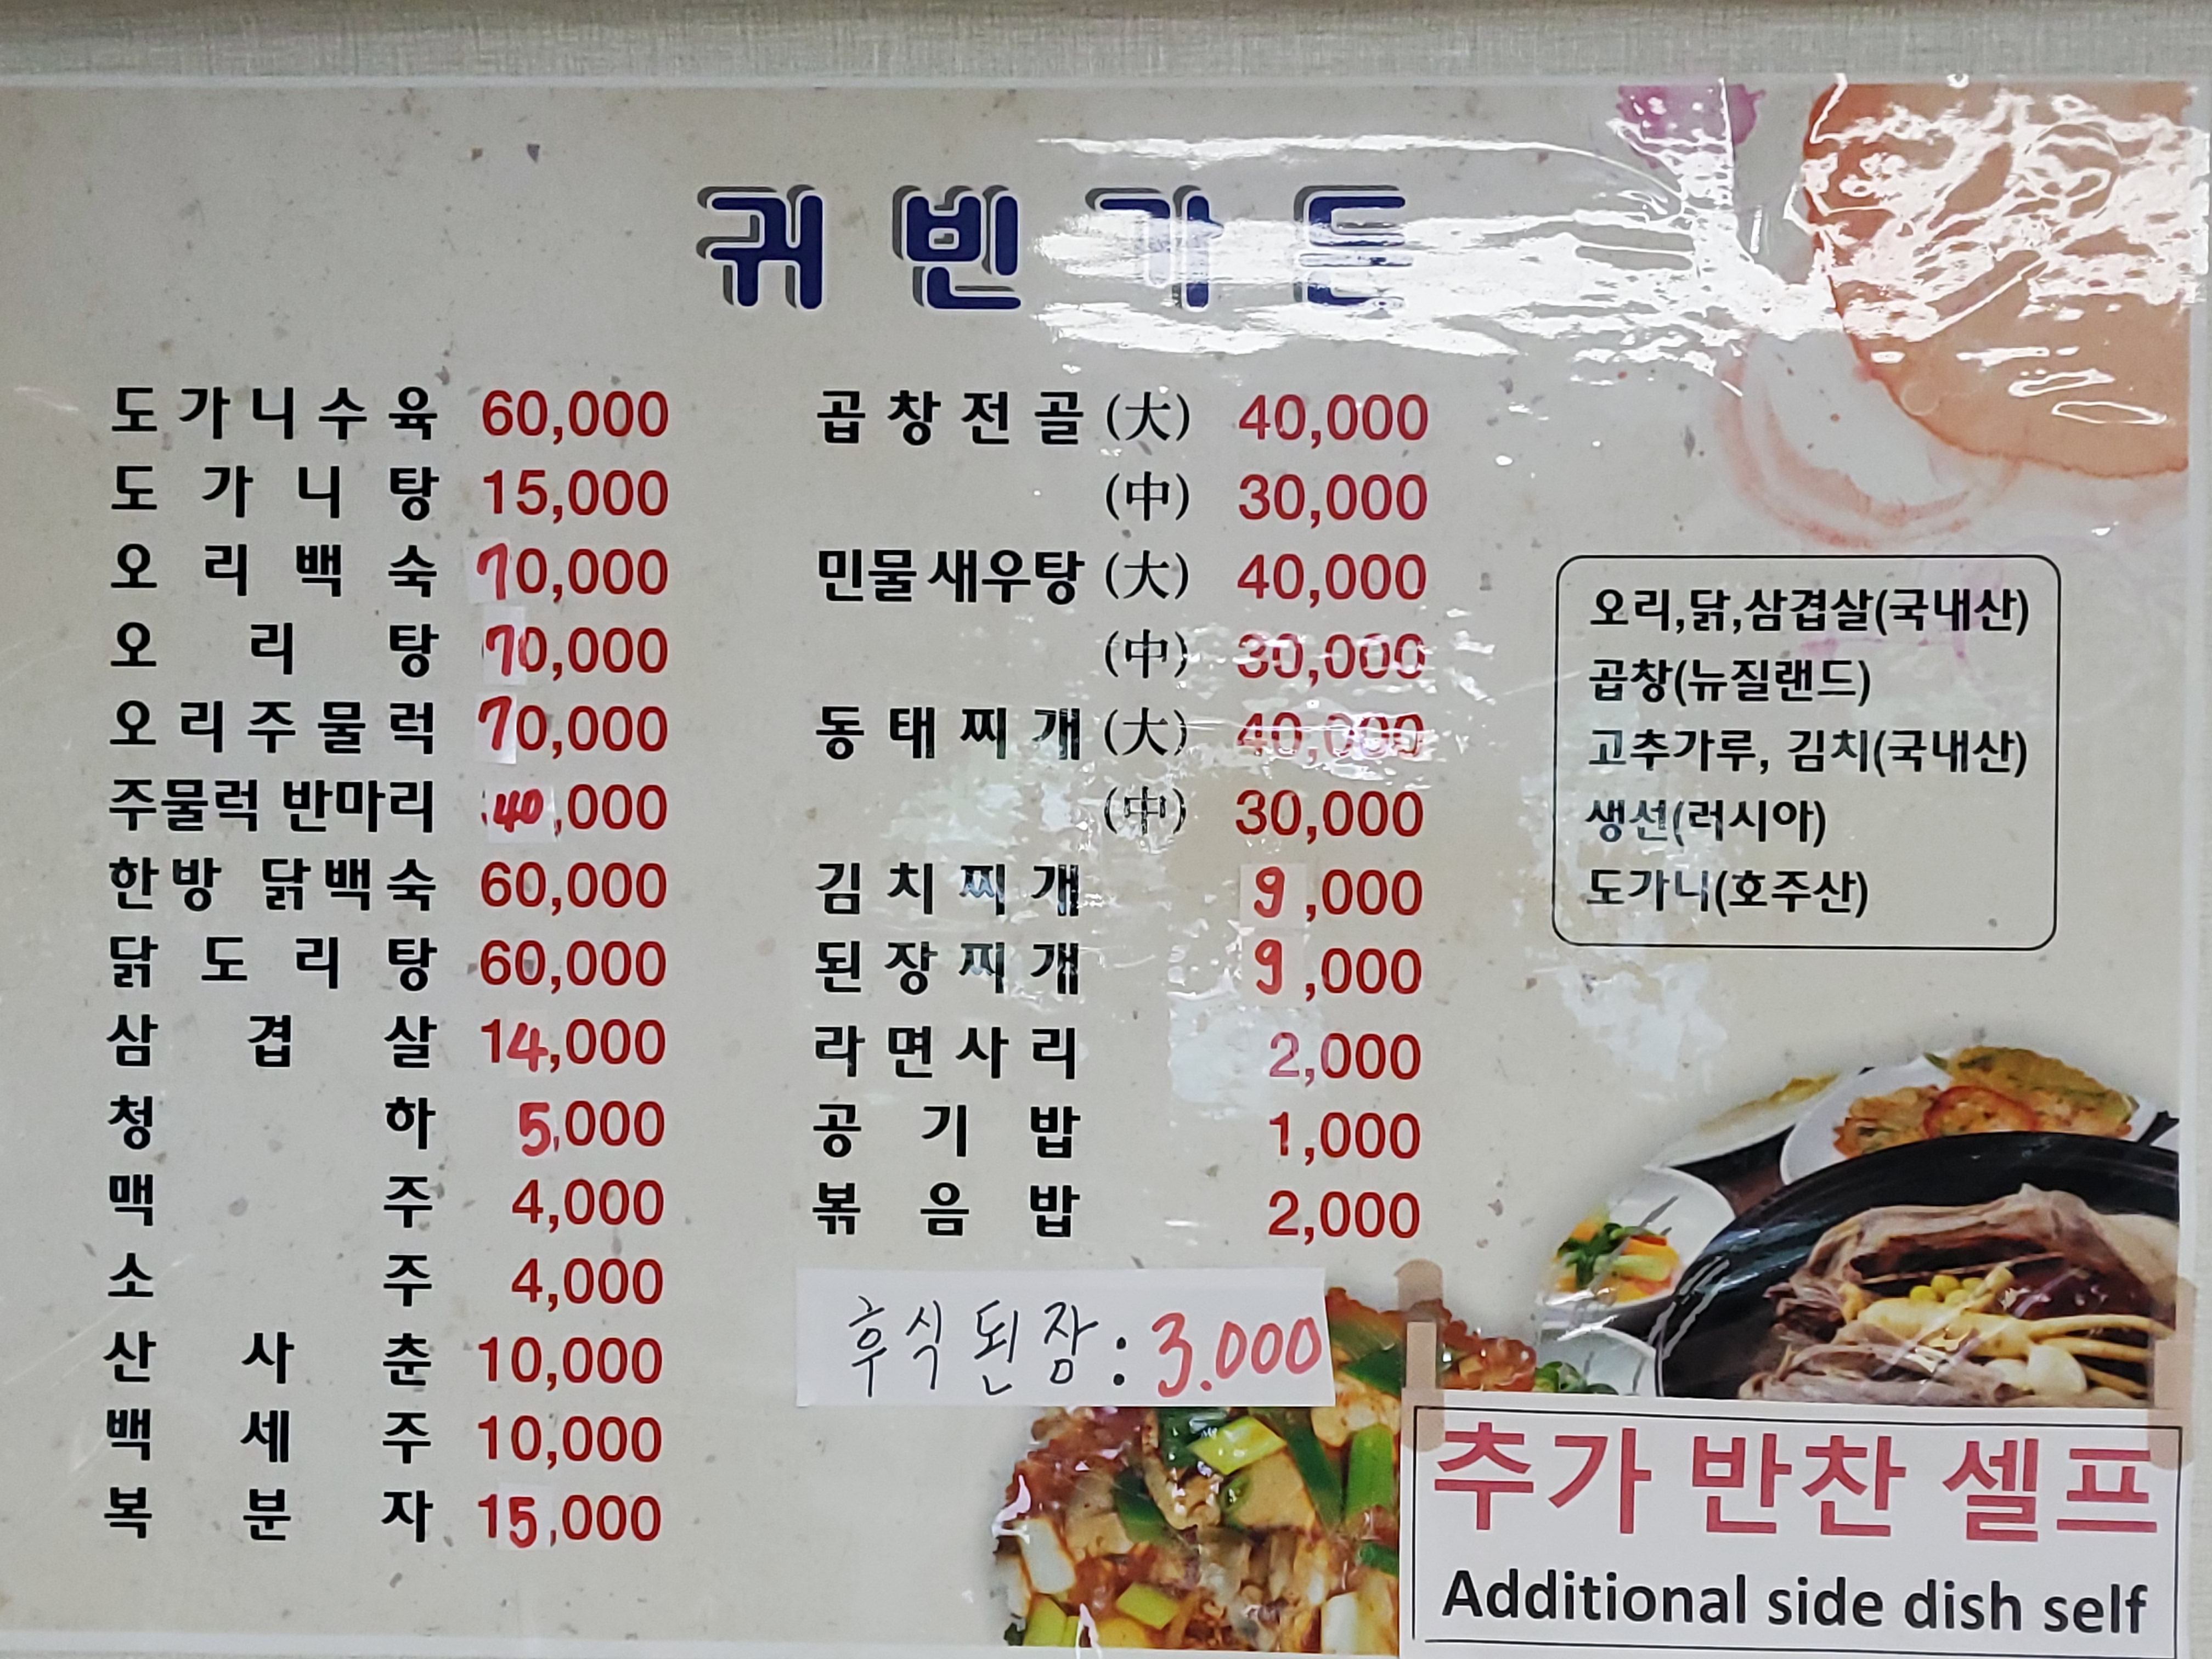 귀빈가든
도가니수육 60,000
도가니탕 15,000
오리백숙 70,000
오리탕 70,000
오리주물럭 70,000
주물럭 반마리 40,000
한방 닭백숙 60,000
닭도리탕 60,000
삼겹살 14,000
청하 5,000
맥주 4,000
소주 4,000
산사춘 10,000
백세주 10,000
복분자 15,000
곱창전골 (大) 40,000
(中) 30,000
민물새우탕 (大) 40,000
(中) 30,000
동태찌개 (大) 40,000
(中) 30,000
김치찌개 9,000
된장찌개 9,000
라면사리 2,000
공기밥 1,000
볶음밥 2,000
후식된장 : 3.000
오리,닭,삼겹살(국내산)
곱창(뉴질랜드)
고추가루, 김치(국내산)
생선(러시아)
도가니(호주산)
추가 반찬 셀프
Additional side dish self